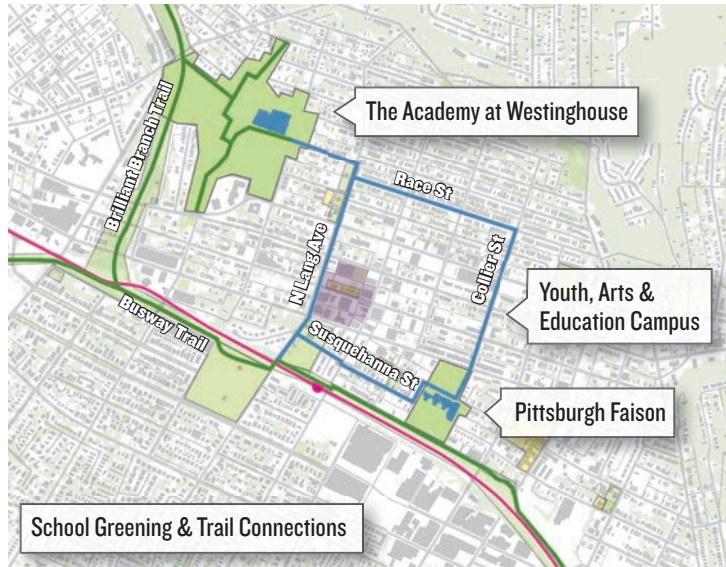 The Academy at Westinghouse
Brilliant Branch Trail
Race St
N Lang Ave
Collier St
Youth, Arts &
Education Campus
Busway Trail
Susquehanna St
Pittsburgh Faison
School Greening & Trail Connections